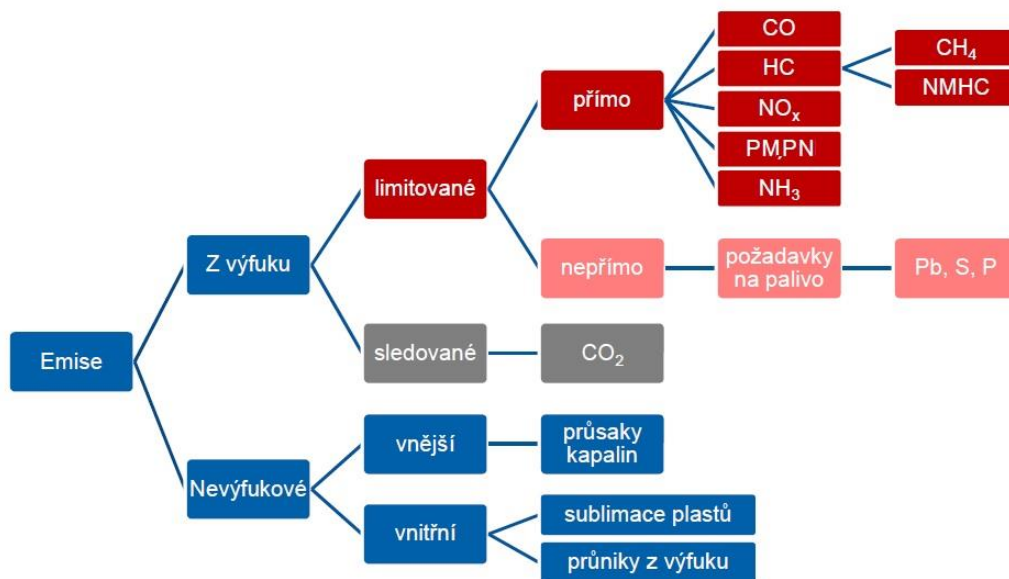 CO
HC
CH₄
NMHC
přímo
NOₓ
PM,PN
NH₃
limitované
Z výfuku
nepřímo
požadavky
na palivo
Pb, S, P
Emise
sledované
CO₂
vnější
průsaky
kapalin
Nevýfukové
vnitřní
sublimace plastů
průniky z výfuku